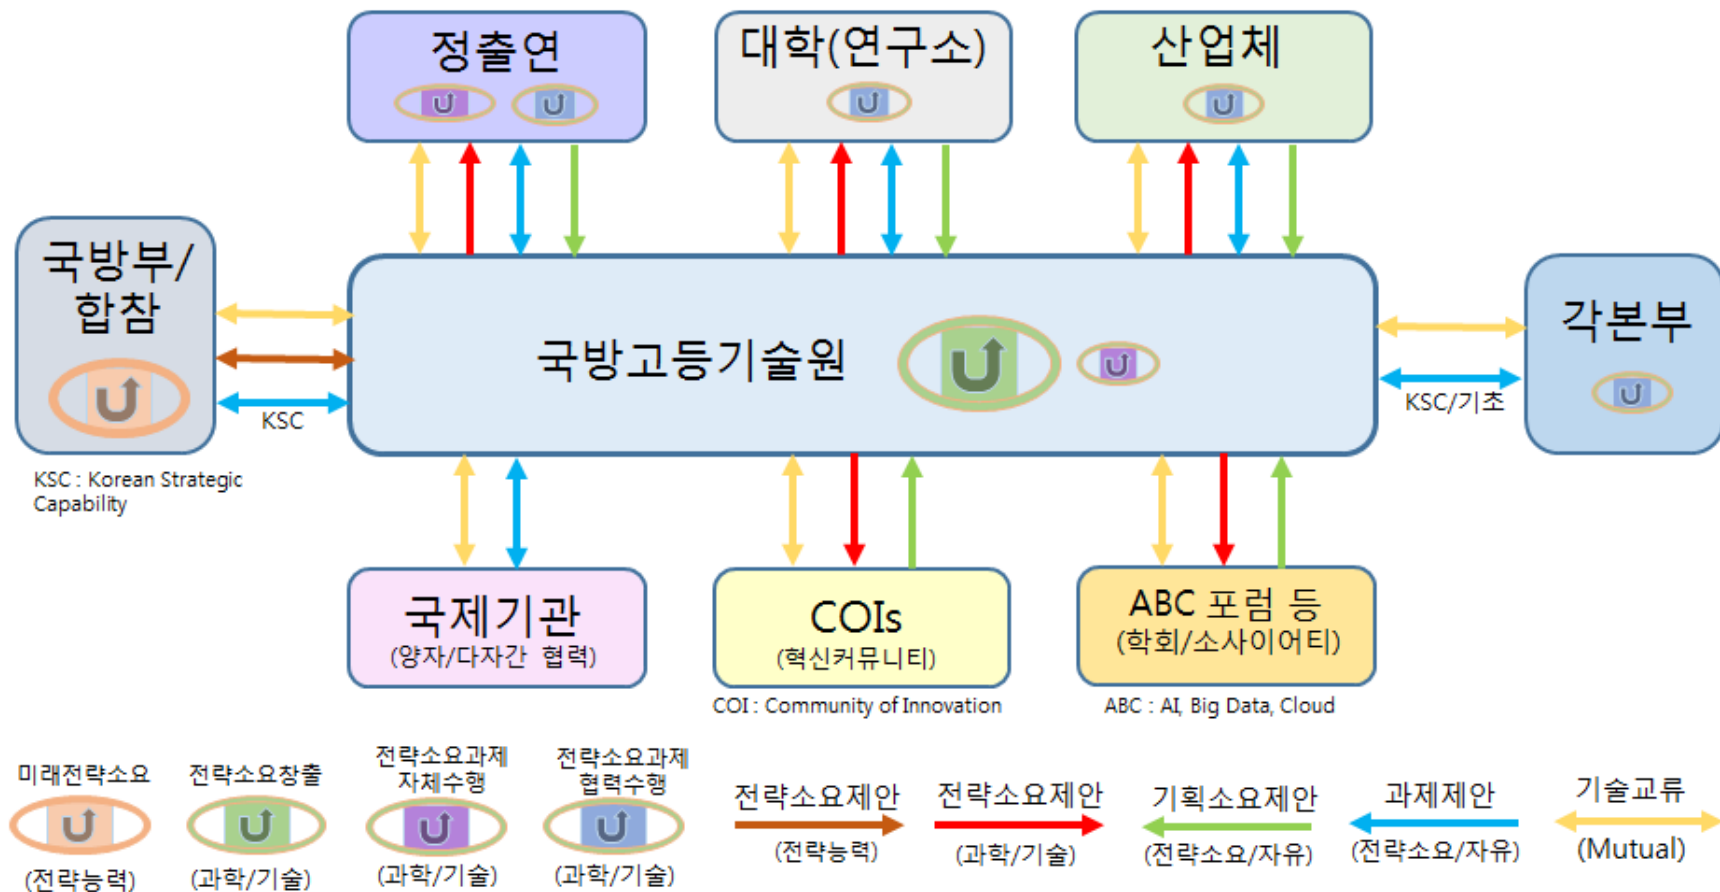 정출연
대학(연구소)
산업체
국방부/
합참
국방고등기술원
각본부
KSC
KSC/기초
KSC : Korean Strategic
Capability
국제기관
(양자/다자간 협력)
COIs
(혁신커뮤니티)
ABC 포럼 등
(학회/소사이어티)
COI : Community of Innovation
ABC : AI, Big Data, Cloud
미래전략소요
(전략능력)
전략소요창출
(과학/기술)
전략소요과제
자체수행
(과학/기술)
전략소요과제
협력수행
(과학/기술)
전략소요제안
(전략능력)
전략소요제안
(과학/기술)
기획소요제안
(전략소요/자유)
과제제안
(전략소요/자유)
기술교류
(Mutual)